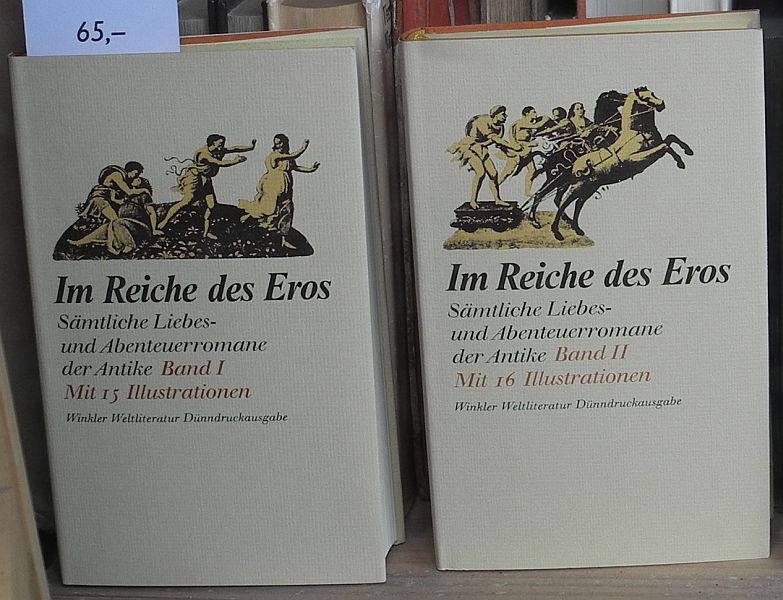 65,–
Im Reiche des Eros
Sämtliche Liebes-
und Abenteuerromane
der Antike Band I
Mit 15 Illustrationen
Winkler Weltliteratur Dünndruckausgabe
Im Reiche des Eros
Sämtliche Liebes-
und Abenteuerromane
der Antike Band II
Mit 16 Illustrationen
Winkler Weltliteratur Dünndruckausgabe